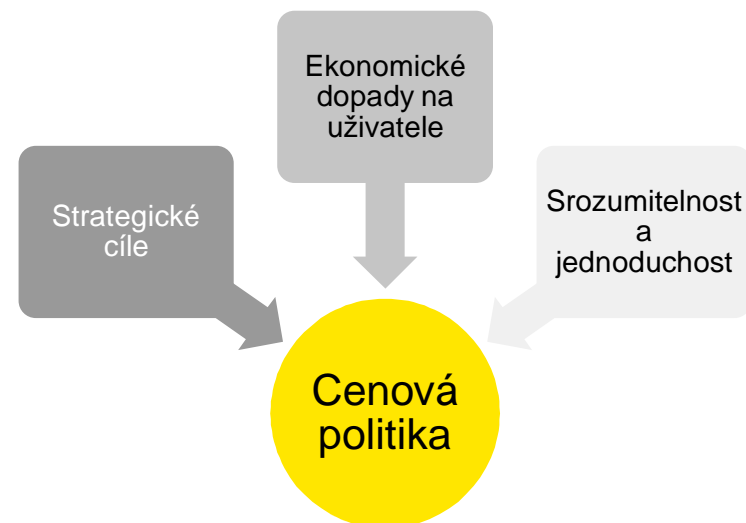 Ekonomické
dopady na
uživatele
Strategické
cíle
Srozumitelnost
a
jednoduchost
Cenová
politika